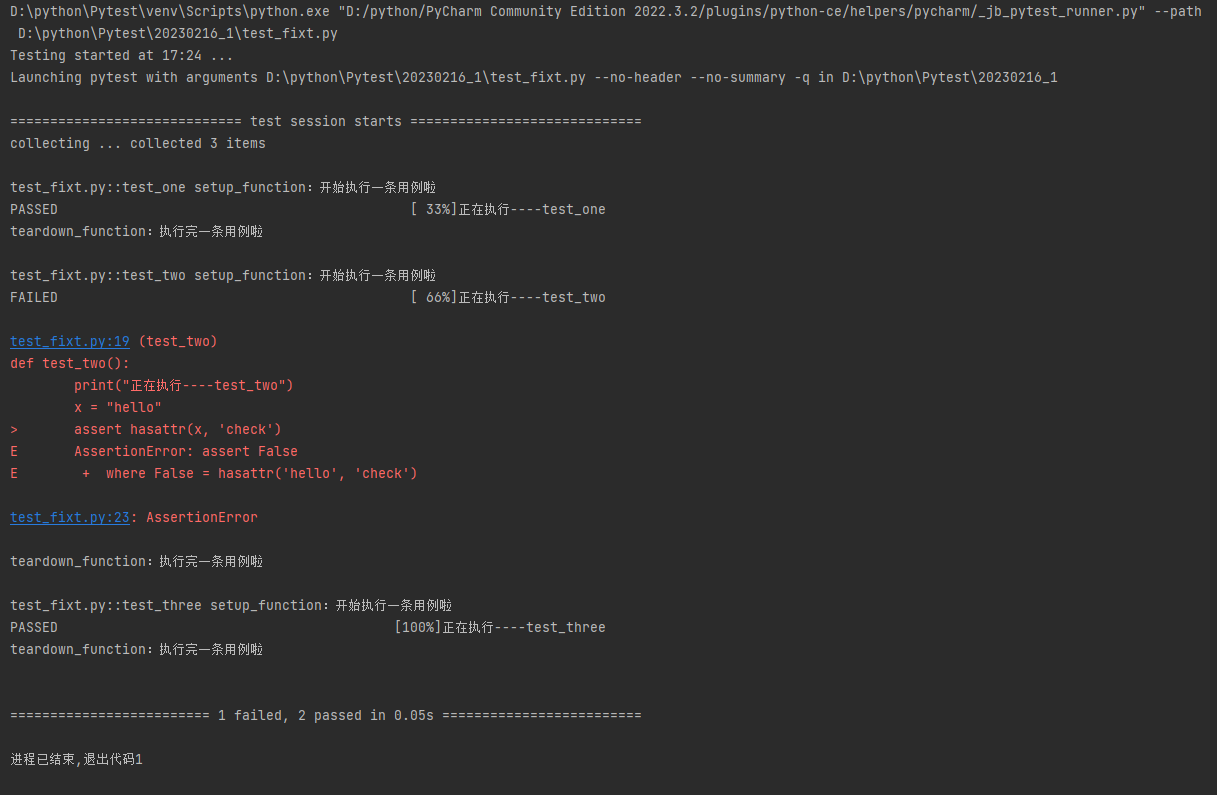 D:\python\Pytest\venv\Scripts\python.exe "D:/python/PyCharm Community Edition 2022.3.2/plugins/python-ce/helpers/pycharm/_jb_pytest_runner.py" --path
D:\python\Pytest\20230216_1\test_fixt.py
Testing started at 17:24 ...
Launching pytest with arguments D:\python\Pytest\20230216_1\test_fixt.py --no-header --no-summary -q in D:\python\Pytest\20230216_1
============================= test session starts =============================
collecting ... collected 3 items
test_fixt.py::test_one setup_function：开始执行一条用例啦
PASSED [ 33%]正在执行----test_one
teardown_function：执行完一条用例啦
test_fixt.py::test_two setup_function：开始执行一条用例啦
FAILED [ 66%]正在执行----test_two
test_fixt.py:19 (test_two)
def test_two():
print("正在执行----test_two")
x = "hello"
> assert hasattr(x, 'check')
E AssertionError: assert False
E + where False = hasattr('hello', 'check')
test_fixt.py:23: AssertionError
teardown_function：执行完一条用例啦
test_fixt.py::test_three setup_function：开始执行一条用例啦
PASSED [100%]正在执行----test_three
teardown_function：执行完一条用例啦
========================= 1 failed, 2 passed in 0.05s =========================
进程已结束,退出代码1